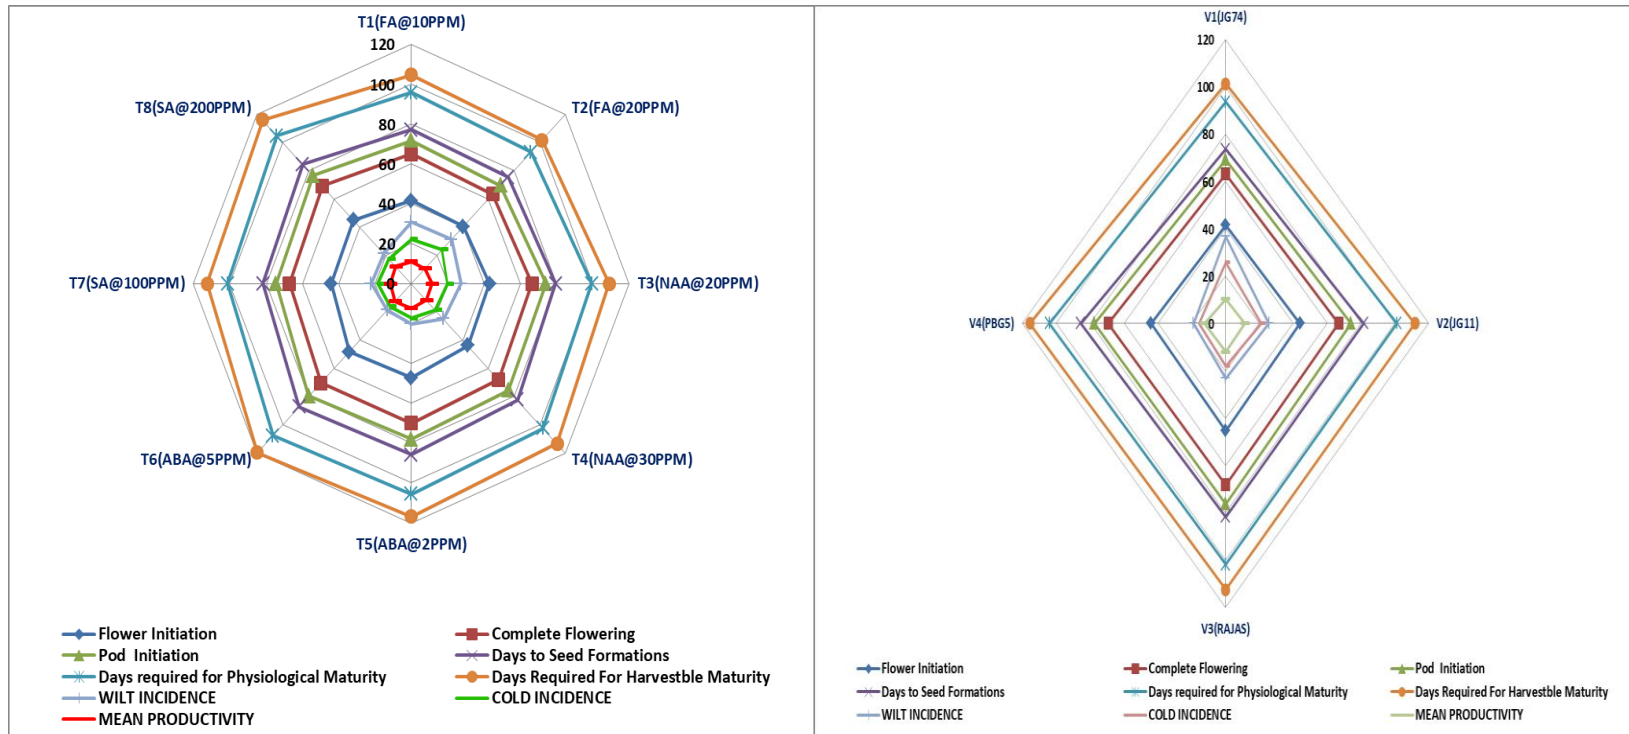 T1(FA@10PPM)
120
100
80
60
40
20
0
T2(FA@20PPM)
T3(NAA@20PPM)
T4(NAA@30PPM)
T5(ABA@2PPM)
T6(ABA@5PPM)
T7(SA@100PPM)
T8(SA@200PPM)
Flower Initiation
Complete Flowering
Pod Initiation
Days to Seed Formations
Days required for Physiological Maturity
Days Required For Harvestble Maturity
WILT INCIDENCE
COLD INCIDENCE
MEAN PRODUCTIVITY
V1(JG74)
120
100
80
60
40
20
0
V2(JG11)
V3(RAJAS)
V4(PBG5)
Flower Initiation
Complete Flowering
Pod Initiation
Days to Seed Formations
Days required for Physiological Maturity
Days Required For Harvestble Maturity
WILT INCIDENCE
COLD INCIDENCE
MEAN PRODUCTIVITY